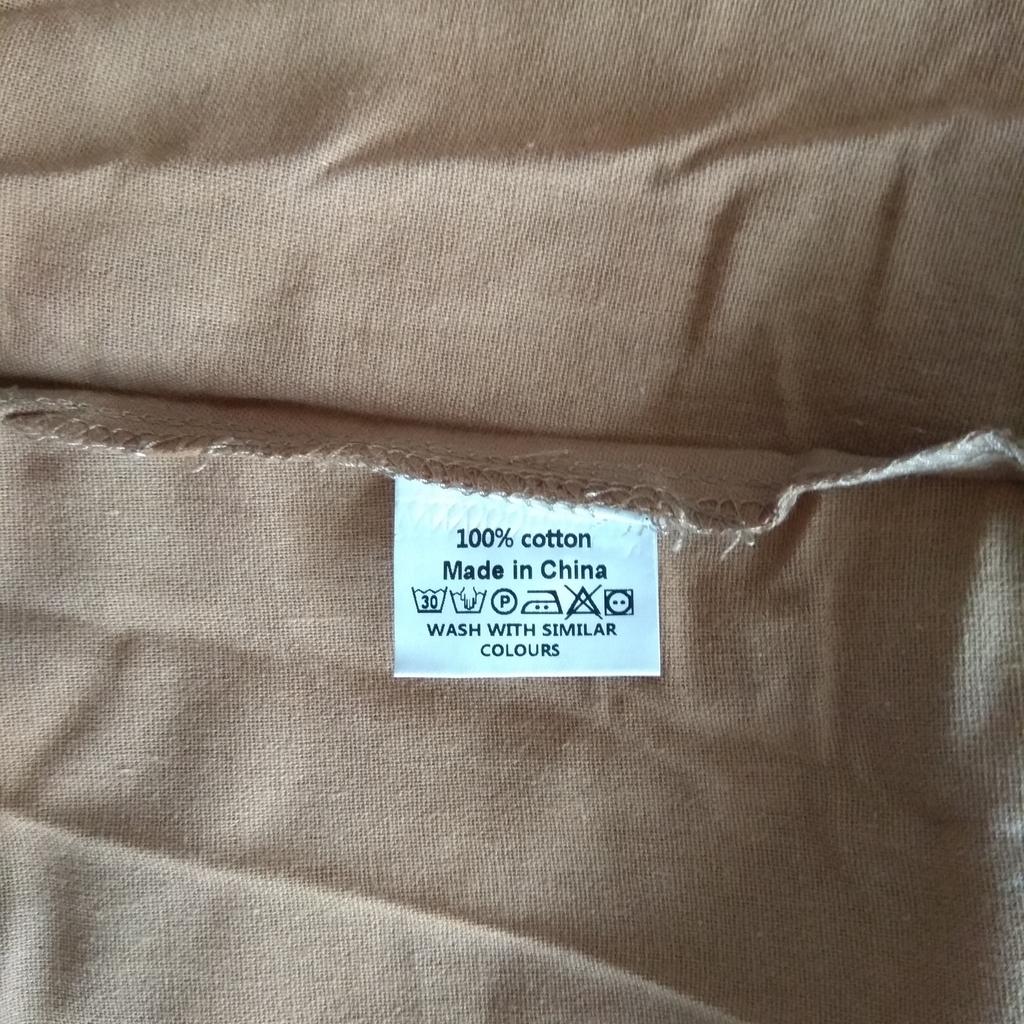 100% cotton
Made in China
30 P
WASH WITH SIMILAR
COLOURS